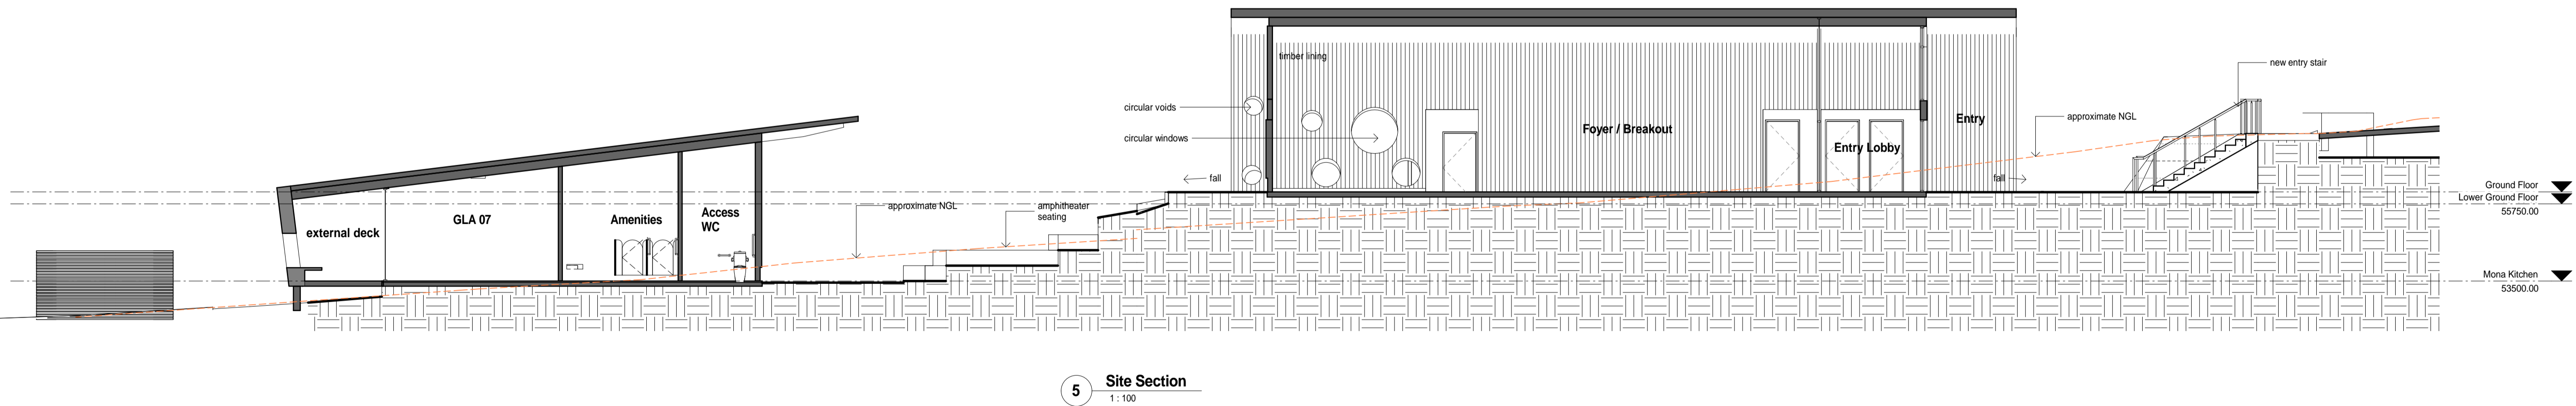 timber lining
new entry stair
circular voids
approximate NGL
Entry
Foyer / Breakout
circular windows
Entry Lobby
fall
fall
Ground Floor
Lower Ground Floor
55750.00
approximate NGL
amphitheater
seating
Access
WC
Amenities
GLA 07
external deck
Mona Kitchen
53500.00
5
Site Section
1 : 100